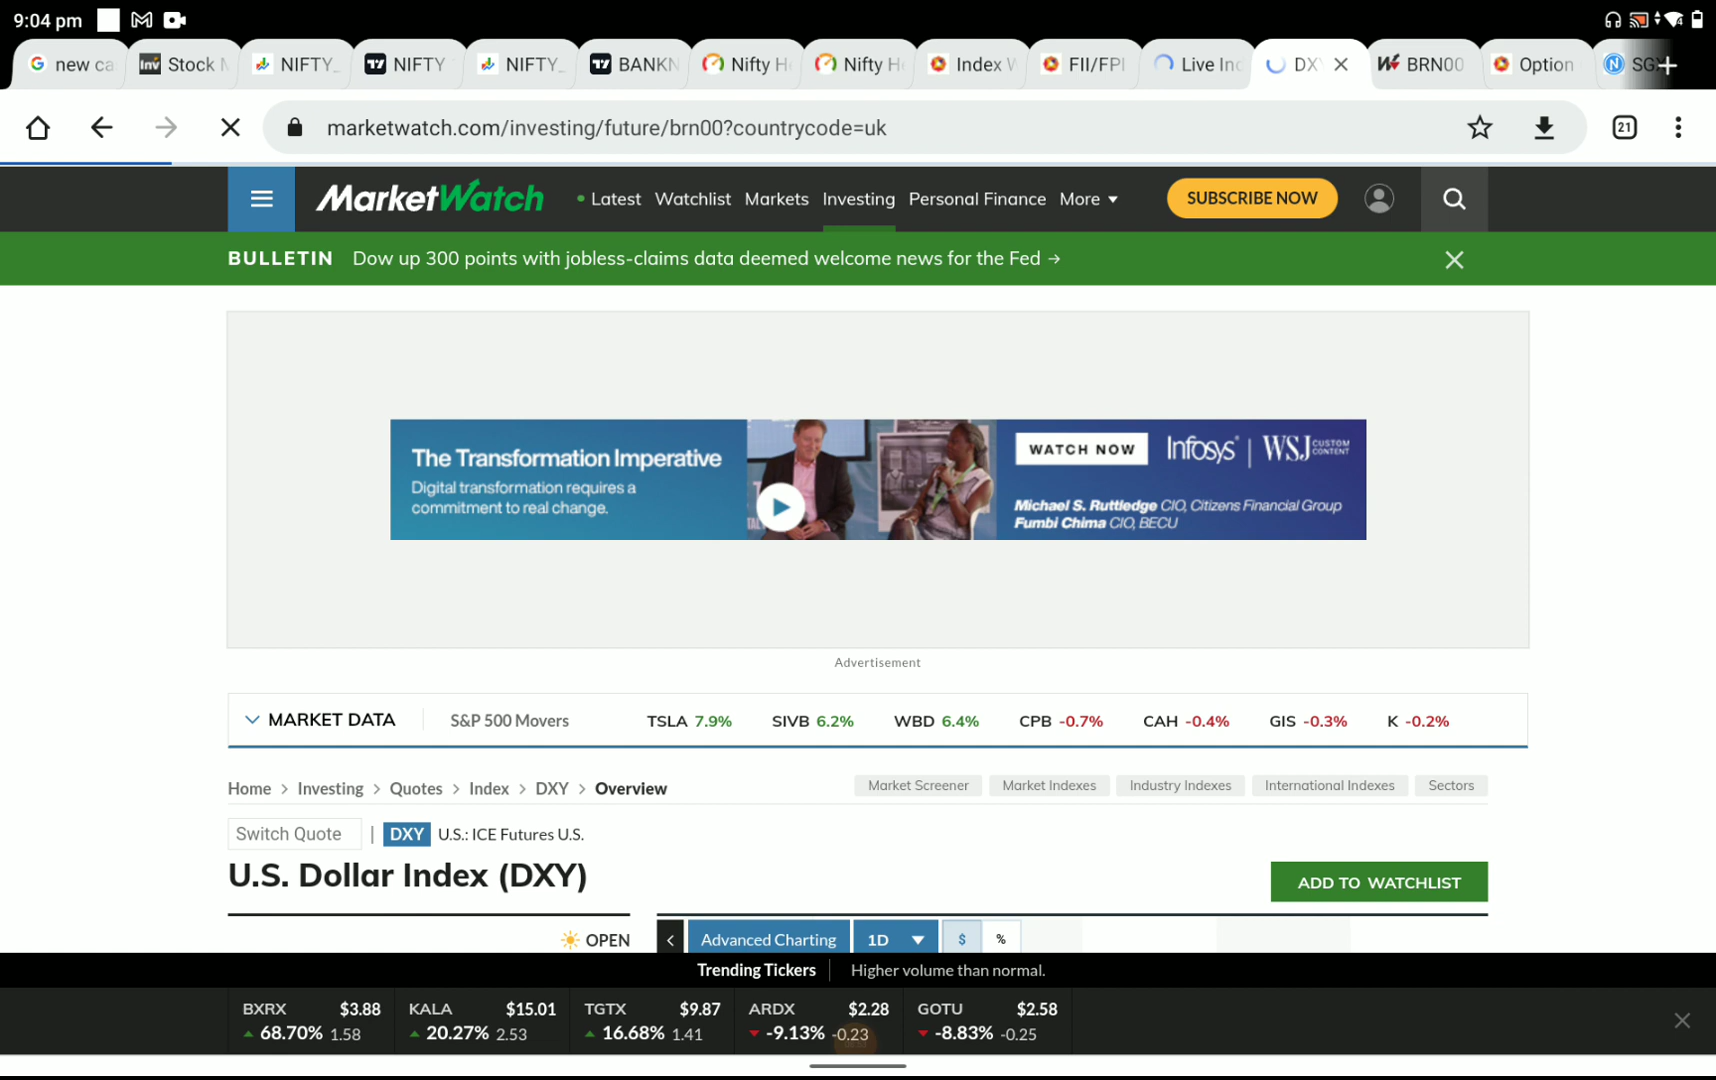 9:04 pm
new ca
Stock M
NIFTY_
NIFTY
NIFTY_
BANKN
Nifty H
Nifty H
Index W
FII/FPI
Live Inc
DXY
BRN00
Option
SGX
marketwatch.com/investing/future/brn00?countrycode=uk
21
MarketWatch
Latest Watchlist Markets Investing Personal Finance More
SUBSCRIBE NOW
BULLETIN Dow up 300 points with jobless-claims data deemed welcome news for the Fed →
The Transformation Imperative
Digital transformation requires a
commitment to real change.
WATCH NOW
Infosys | WSJ CUSTOM CONTENT
Michael S. Ruttledge CIO, Citizens Financial Group
Fumbi Chima CIO, BECU
Advertisement
MARKET DATA S&P 500 Movers TSLA 7.9% SIVB 6.2% WBD 6.4% CPB -0.7% CAH -0.4% GIS -0.3% K -0.2%
Home > Investing > Quotes > Index > DXY > Overview
Market Screener Market Indexes Industry Indexes International Indexes Sectors
Switch Quote | DXY U.S.: ICE Futures U.S.
U.S. Dollar Index (DXY)
ADD TO WATCHLIST
OPEN
Advanced Charting 1D $ %
Trending Tickers | Higher volume than normal.
BXRX $3.88 KALA $15.01 TGTX $9.87 ARDX $2.28 GOTU $2.58
68.70% 1.58 20.27% 2.53 16.68% 1.41 -9.13% -0.23 -8.83% -0.25